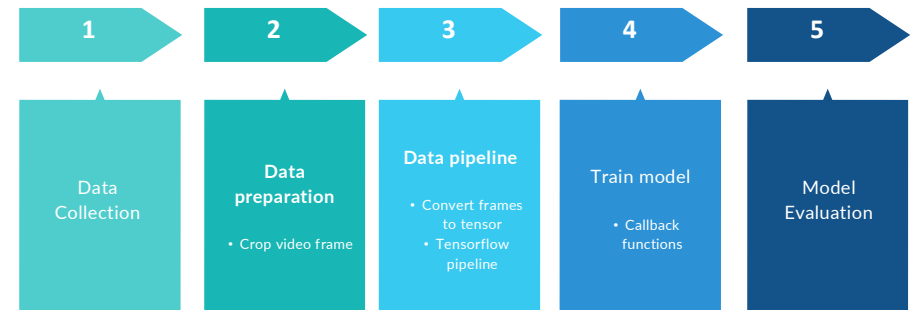 1
2
3
4
5
Data
Collection
Data
preparation
• Crop video frame
Data pipeline
• Convert frames
to tensor
• Tensorflow
pipeline
Train model
• Callback
functions
Model
Evaluation